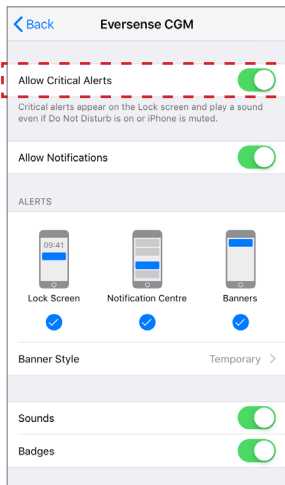 Back Eversense CGM
Allow Critical Alerts
Critical alerts appear on the Lock screen and play a sound
even if Do Not Disturb is on or iPhone is muted.
Allow Notifications
ALERTS
09:41
Lock Screen Notification Centre Banners
Banner Style Temporary
Sounds
Badges